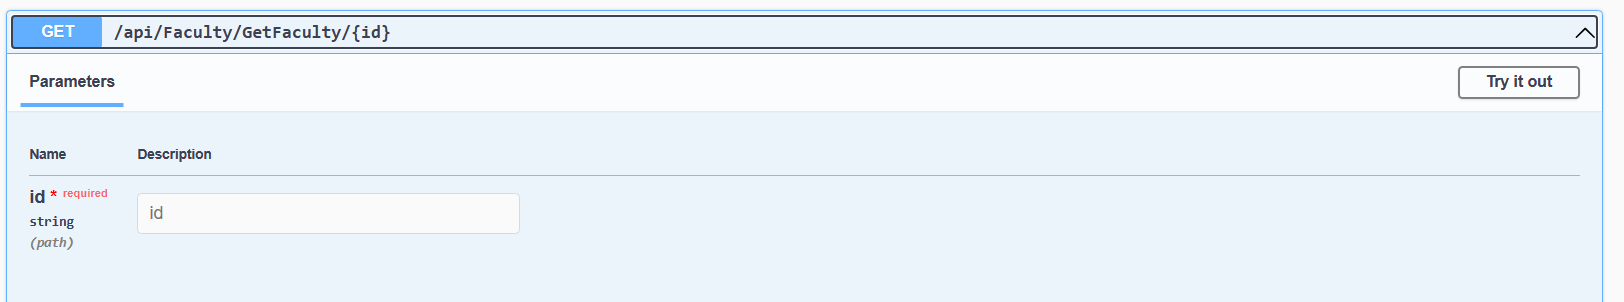 GET /api/Faculty/GetFaculty/{id}
Parameters Try it out
Name Description
id * required
id
string
(path)